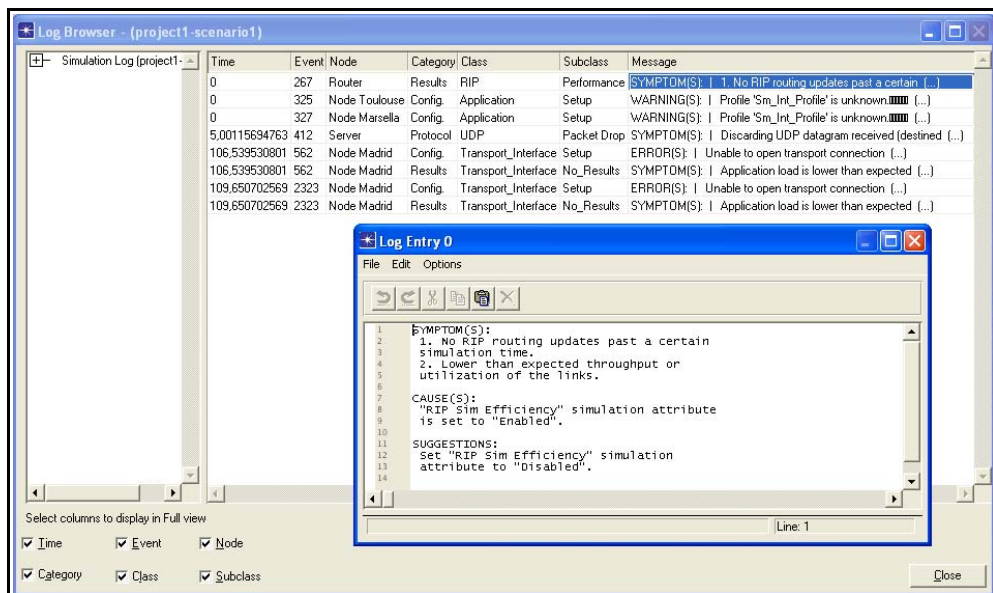 Log Browser - (project1-scenario1)
Simulation Log (project1-
Time Event Node Category Class Subclass Message
0 267 Router Results RIP Performance SYMPTOM(S): | 1. No RIP routing updates past a certain (...)
0 325 Node Toulouse Config. Application Setup WARNING(S): | Profile 'Sm_Int_Profile' is unknown. (...)
0 327 Node Marsella Config. Application Setup WARNING(S): | Profile 'Sm_Int_Profile' is unknown. (...)
5,00115694763 412 Server Protocol UDP Packet Drop SYMPTOM(S): | Discarding UDP datagram received (destined (...)
106,539530801 562 Node Madrid Config. Transport_Interface Setup ERROR(S): | Unable to open transport connection (...)
106,539530801 562 Node Madrid Results Transport_Interface No_Results SYMPTOM(S): | Application load is lower than expected (...)
109,650702569 2323 Node Madrid Config. Transport_Interface Setup ERROR(S): | Unable to open transport connection (...)
109,650702569 2323 Node Madrid Results Transport_Interface No_Results SYMPTOM(S): | Application load is lower than expected (...)
Log Entry 0
File Edit Options
1 SYMPTOM(S):
2 1. No RIP routing updates past a certain
3 simulation time.
4 2. Lower than expected throughput or
5 utilization of the links.
6
7 CAUSE(S):
8 "RIP Sim Efficiency" simulation attribute
9 is set to "Enabled".
10
11 SUGGESTIONS:
12 Set "RIP Sim Efficiency" simulation
13 attribute to "Disabled".
14
Line: 1
Select columns to display in Full view
Time Event Node
Category Class Subclass
Close